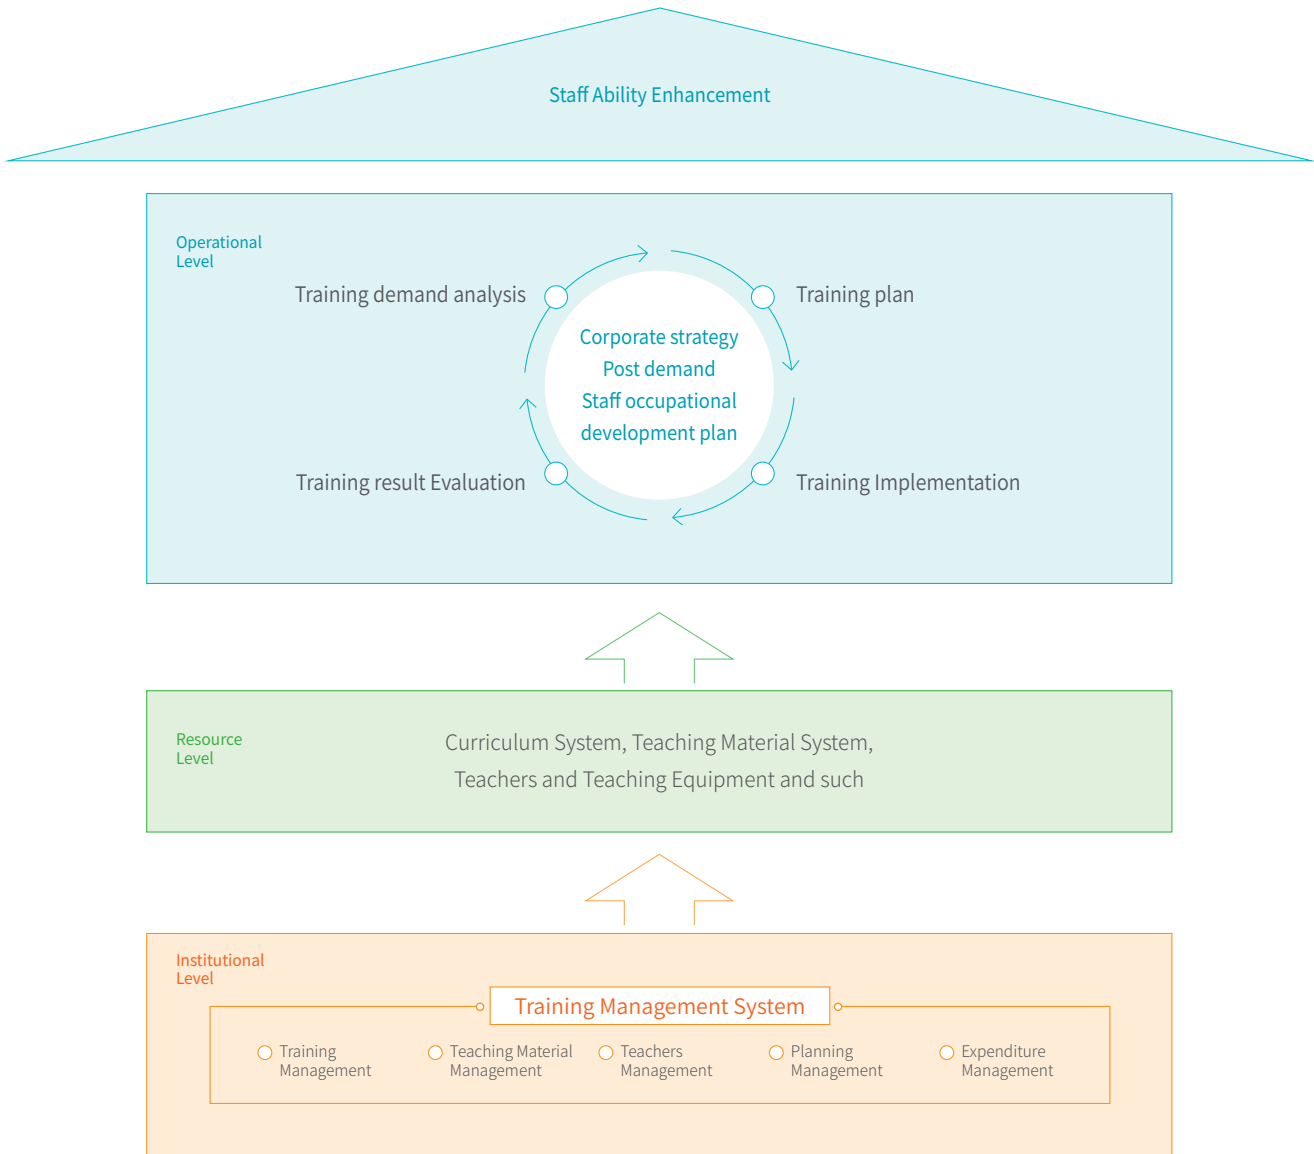 Staff Ability Enhancement
Operational
Level
Training demand analysis
Training plan
Corporate strategy
Post demand
Staff occupational
development plan
Training result Evaluation
Training Implementation
Resource
Level
Curriculum System, Teaching Material System,
Teachers and Teaching Equipment and such
Institutional
Level
Training Management System
Training
Management
Teaching Material
Management
Teachers
Management
Planning
Management
Expenditure
Management